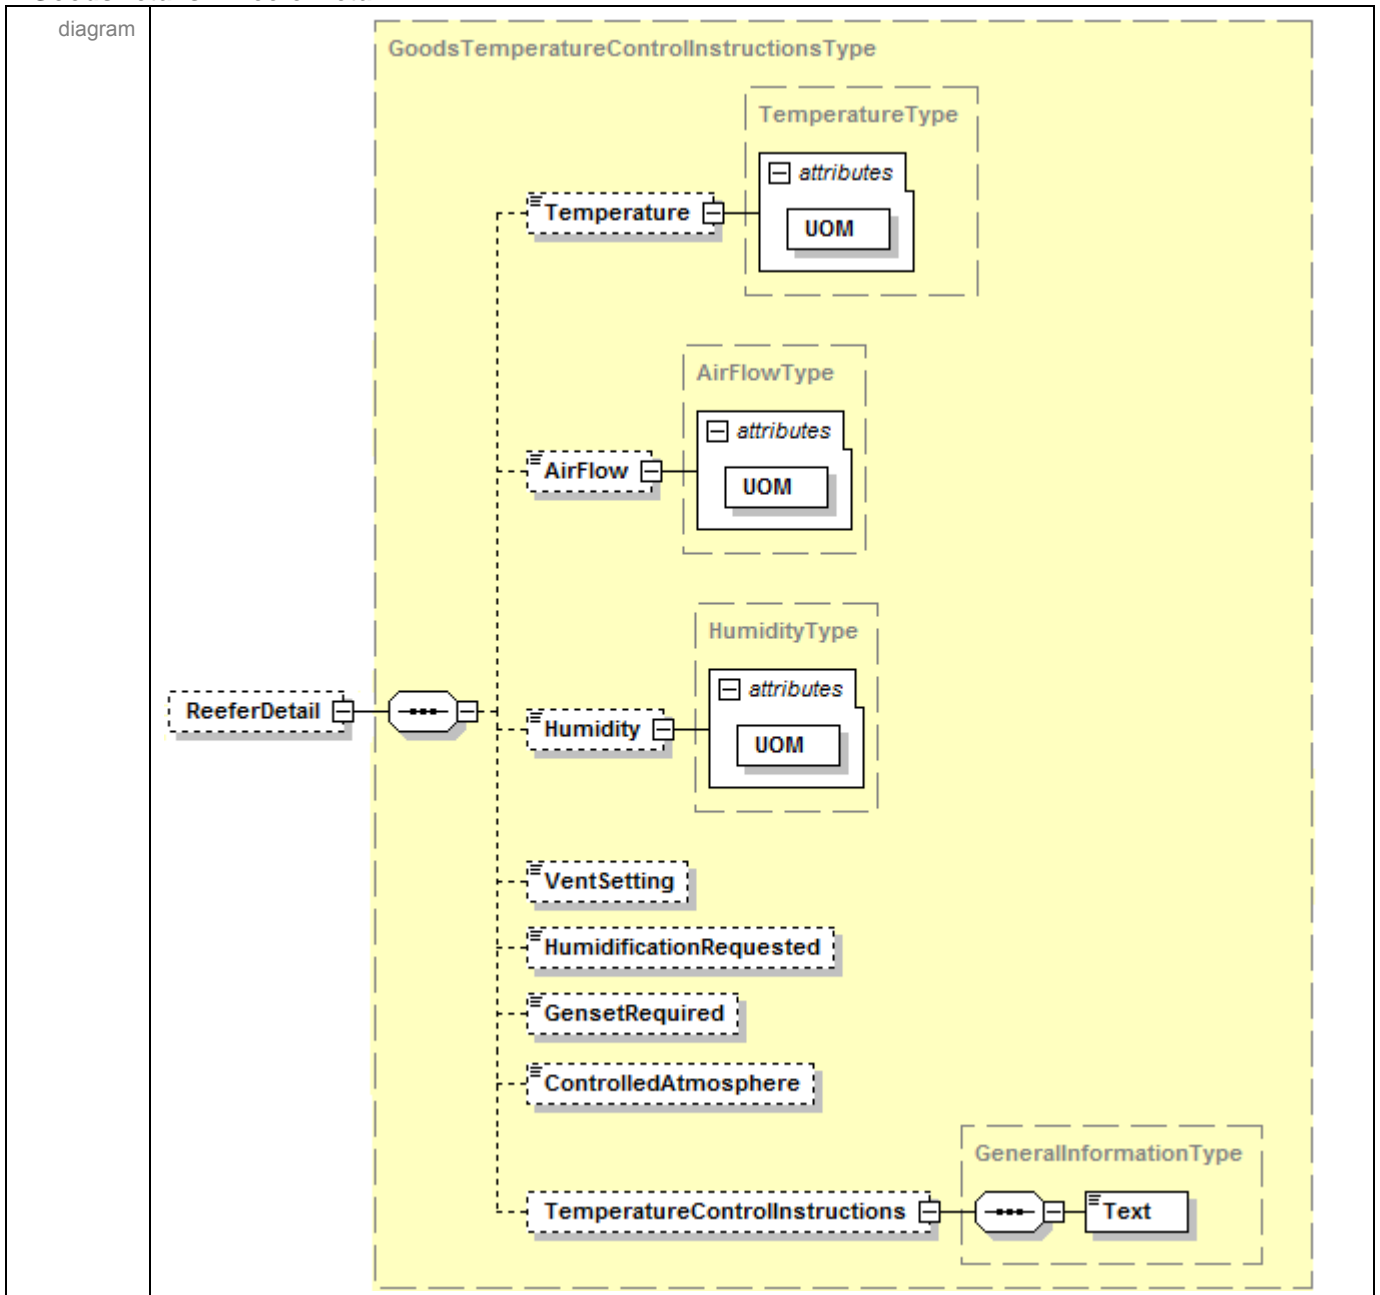 diagram
GoodsTemperatureControlInstructionsType
TemperatureType
attributes
Temperature
UOM
AirFlowType
attributes
AirFlow
UOM
HumidityType
attributes
ReeferDetail
Humidity
UOM
VentSetting
HumidificationRequested
GensetRequired
ControlledAtmosphere
GeneralInformationType
TemperatureControlInstructions
Text